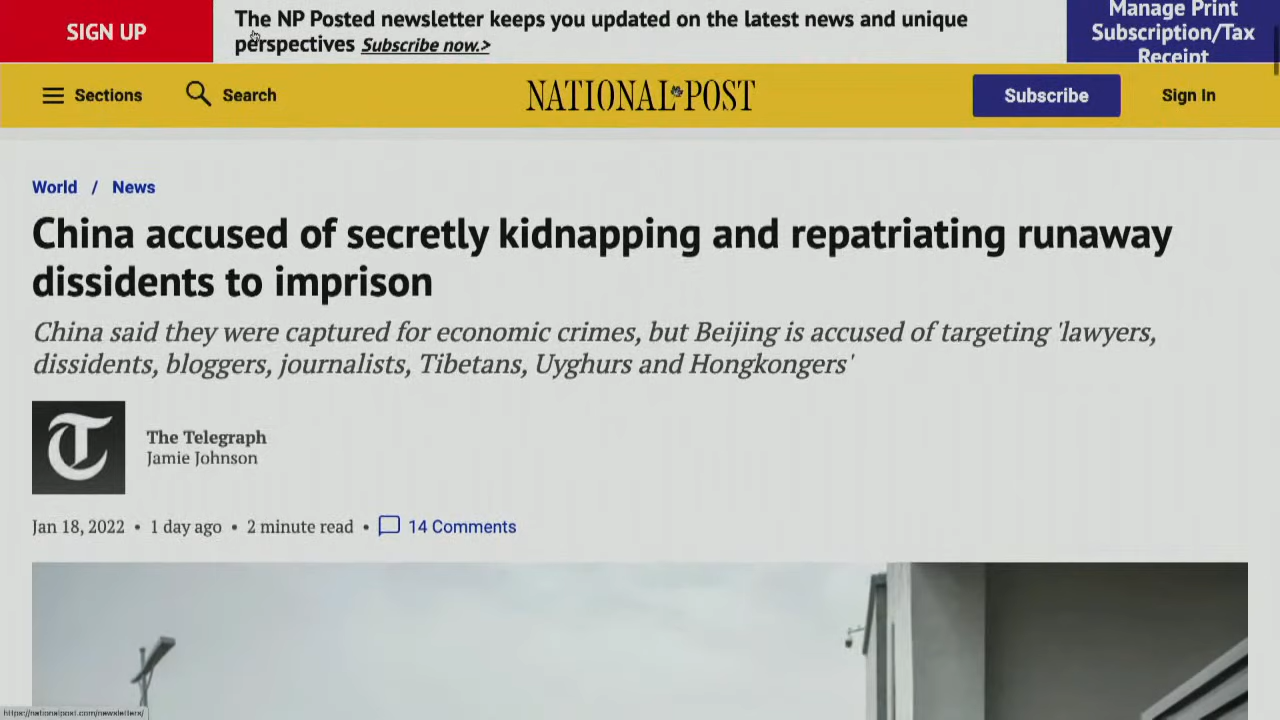 SIGN UP
The NP Posted newsletter keeps you updated on the latest news and unique
perspectives Subscribe now.>
Manage Print
Subscription/Tax
Receipt
Sections
Search
NATIONAL POST
Subscribe
Sign In
World / News
China accused of secretly kidnapping and repatriating runaway
dissidents to imprison
China said they were captured for economic crimes, but Beijing is accused of targeting 'lawyers,
dissidents, bloggers, journalists, Tibetans, Uyghurs and Hongkongers'
T
The Telegraph
Jamie Johnson
Jan 18, 2022 • 1 day ago • 2 minute read • 14 Comments
https://nationalpost.com/newsletters/